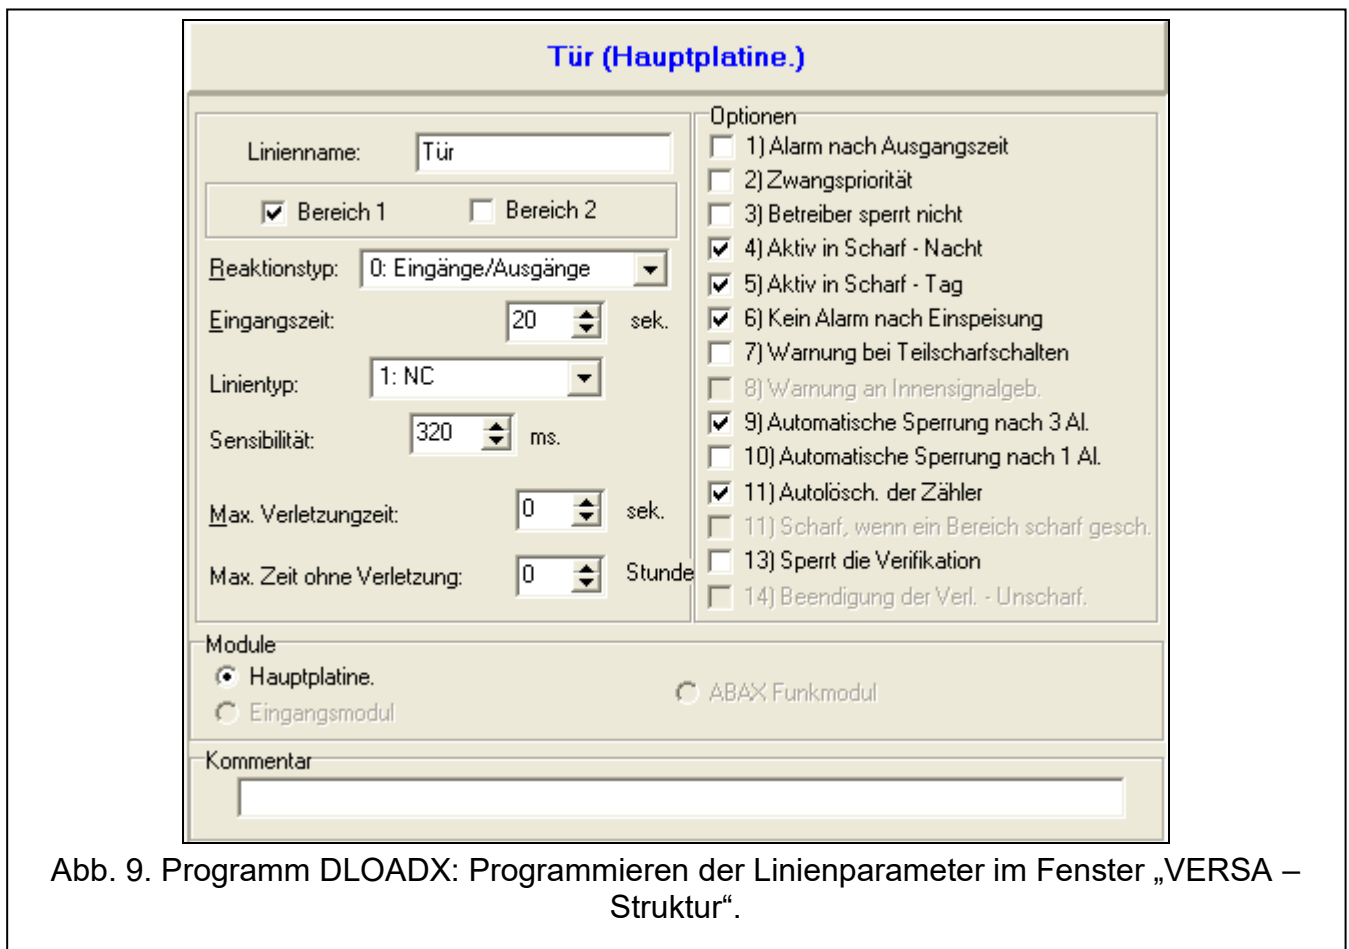 Tür (Hauptplatine.)
Linienname: Tür
Bereich 1 Bereich 2
Reaktionstyp: 0: Eingänge/Ausgänge
Eingangszeit: 20 sek.
Linientyp: 1: NC
Sensibilität: 320 ms.
Max. Verletzungzeit: 0 sek.
Max. Zeit ohne Verletzung: 0 Stunde
Optionen
1) Alarm nach Ausgangszeit
2) Zwangspriorität
3) Betreiber sperrt nicht
4) Aktiv in Scharf - Nacht
5) Aktiv in Scharf - Tag
6) Kein Alarm nach Einspeisung
7) Warnung bei Teilscharfschalten
8) Warnung an Innensignalgeb.
9) Automatische Sperrung nach 3 Al.
10) Automatische Sperrung nach 1 Al.
11) Autolösch. der Zähler
11) Scharf, wenn ein Bereich scharf gesch.
13) Sperrt die Verifikation
14) Beendigung der Verl. - Unscharf.
Module
Hauptplatine.
Eingangsmodul
ABAX Funkmodul
Kommentar
Abb. 9. Programm DLOADX: Programmieren der Linienparameter im Fenster „VERSA –
Struktur“.